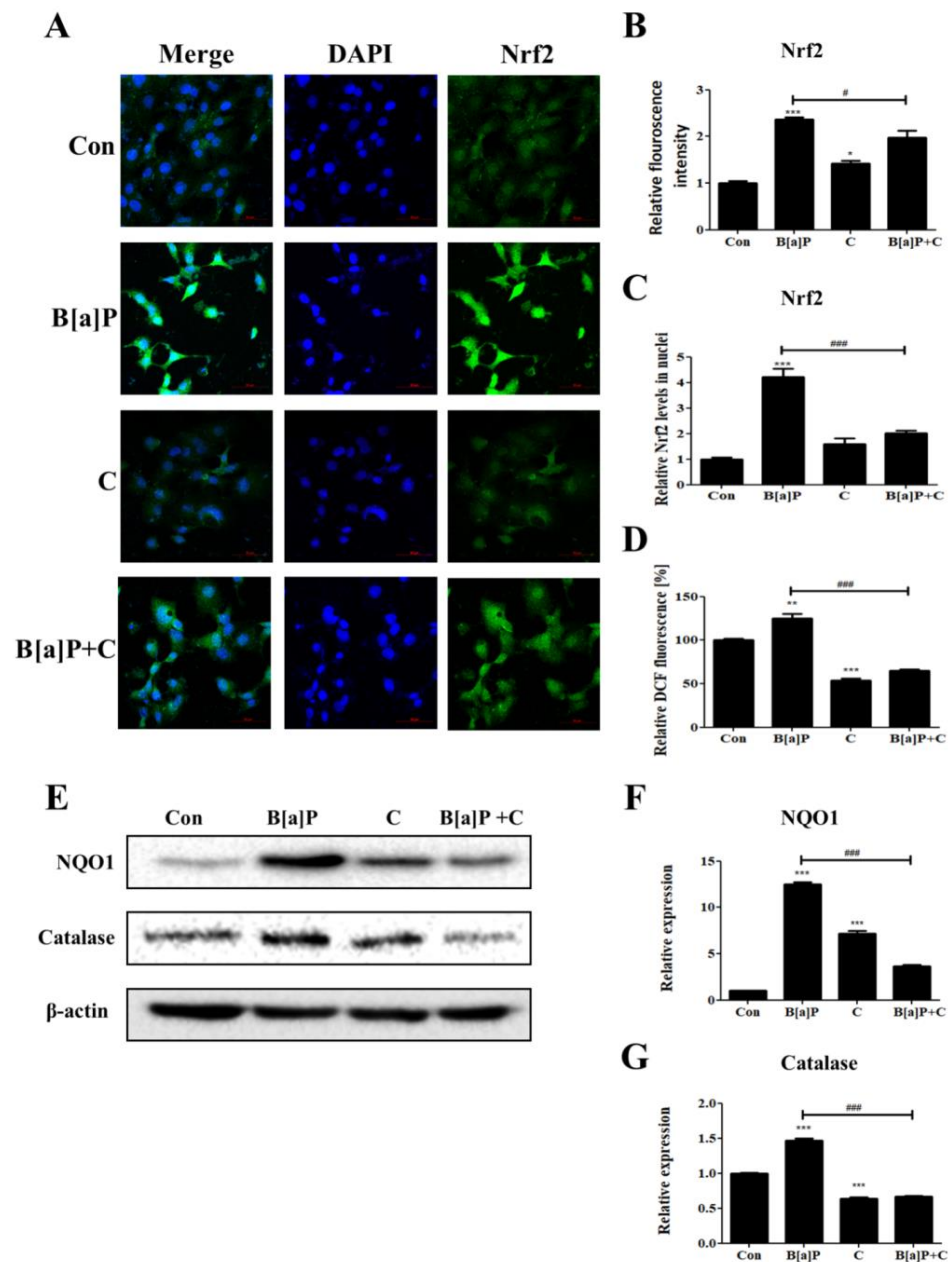 A
Merge DAPI Nrf2
Con
B[a]P
C
B[a]P+C
B
Nrf2
Relative flouroscence
intensity
3
2
1
0
***
*
#
Con B[a]P C B[a]P+C
C
Nrf2
Relative Nrf2 levels in nuclei
5
4
3
2
1
0
***
###
Con B[a]P C B[a]P+C
D
Relative DCF fluorescence [%]
150
100
50
0
**
***
###
Con B[a]P C B[a]P+C
E
Con B[a]P C B[a]P +C
NQO1
Catalase
β-actin
F
NQO1
Relative expression
15
10
5
0
***
***
###
Con B[a]P C B[a]P+C
G
Catalase
Relative expression
2.0
1.5
1.0
0.5
0.0
***
***
###
Con B[a]P C B[a]P+C